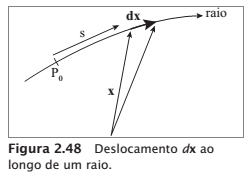 dx
raio
s
P₀
x
Figura 2.48 Deslocamento dx ao
longo de um raio.